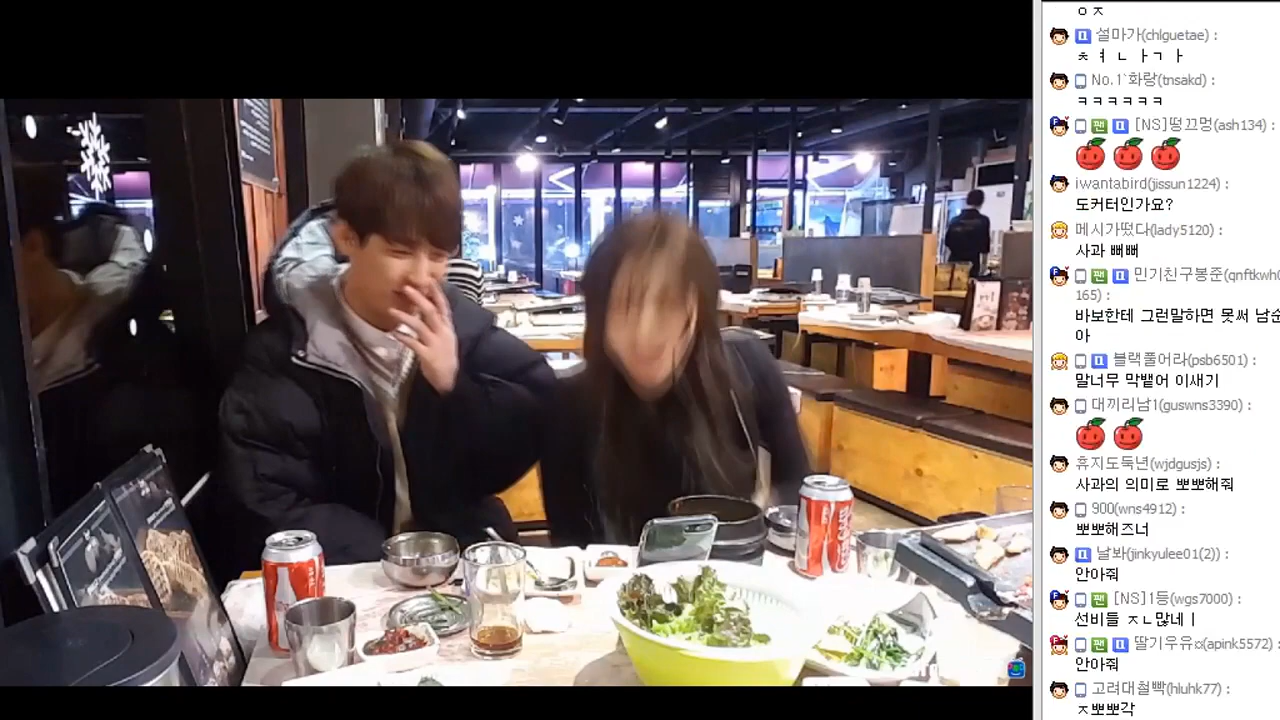 ㅇㅈ
설마가(chlguetae) :
ㅊㅕㄴㅏㄱㅏ
No.1`화랑(tnsakd) :
ㅋㅋㅋㅋㅋㅋ
팬 [NS]떵끄멍(ash134) :
iwantabird(jissun1224) :
도커터인가요?
메시가떴다(lady5120) :
사과 빼빼
팬 민기친구봉준(qnftkwh0
165) :
바보한테 그런말하면 못써 남순
아
블랙풀어라(psb6501) :
말너무 막뱉어 이새기
대끼리남1(guswns3390) :
휴지도둑년(wjdgusjs) :
사과의 의미로 뽀뽀해줘
900(wns4912) :
뽀뽀해즈너
날봐(jinkyulee01(2)) :
안아줘
팬 [NS]1등(wgs7000) :
선비들 ㅈㄴ많네ㅣ
팬 딸기우유¤(apink5572) :
안아줘
고려대철빡(hluhk77) :
ㅈ뽀뽀각